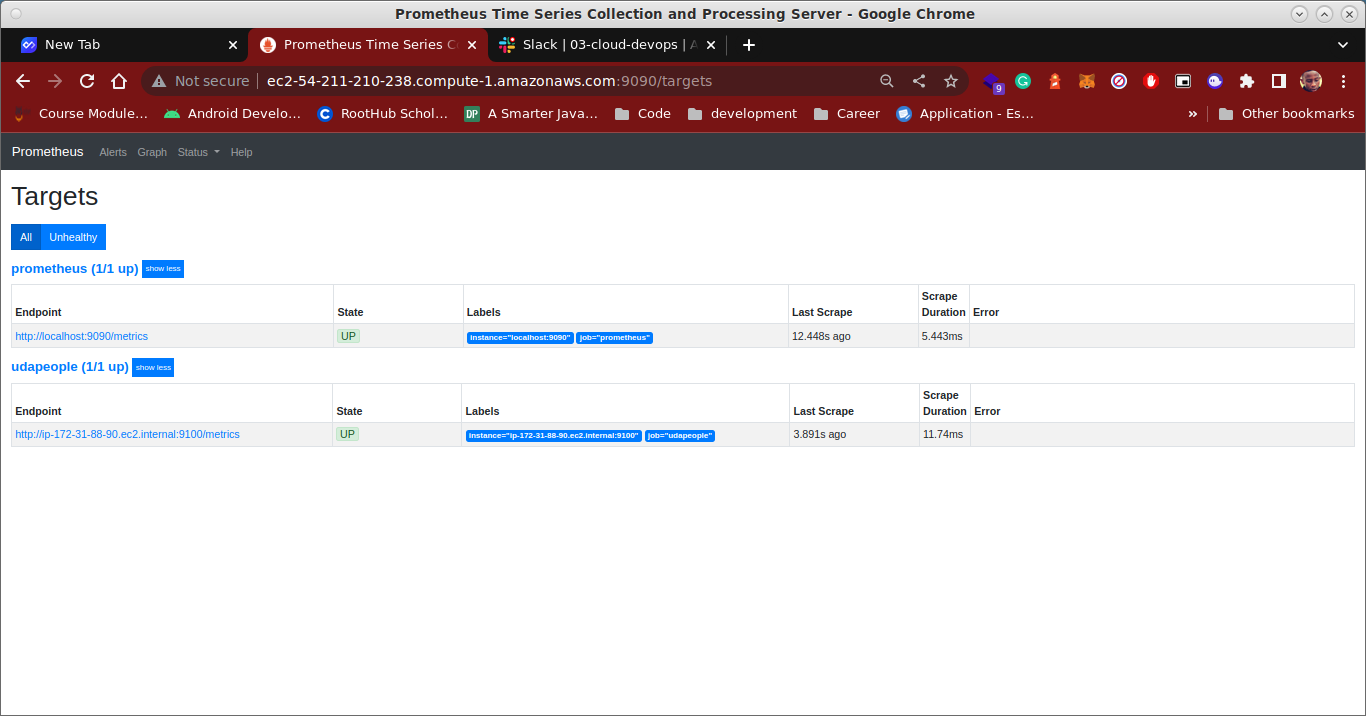 Prometheus Time Series Collection and Processing Server - Google Chrome
New Tab
Prometheus Time Series C
Slack | 03-cloud-devops |
Not secure
ec2-54-211-210-238.compute-1.amazonaws.com:9090/targets
9
Course Module...
Android Develo...
RootHub Schol...
DP
A Smarter Java...
Code
development
Career
Application - Es...
»
Other bookmarks
Prometheus Alerts Graph Status Help
Targets
All Unhealthy
prometheus (1/1 up) show less
Endpoint State Labels Last Scrape Scrape Duration Error
http://localhost:9090/metrics UP instance="localhost:9090" job="prometheus" 12.448s ago 5.443ms
udapeople (1/1 up) show less
Endpoint State Labels Last Scrape Scrape Duration Error
http://ip-172-31-88-90.ec2.internal:9100/metrics UP instance="ip-172-31-88-90.ec2.internal:9100" job="udapeople" 3.891s ago 11.74ms